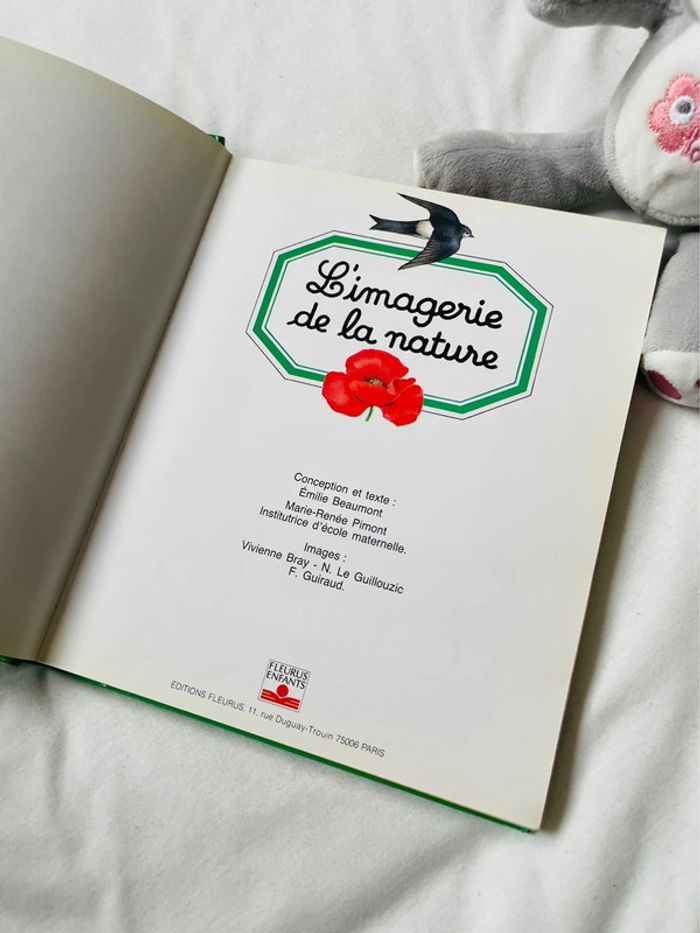 L'imagerie
de la nature
Conception et texte :
Émilie Beaumont
Marie-Renée Pimont
Institutrice d'école maternelle.
Images :
Vivienne Bray - N. Le Guillouzic
F. Guiraud.
FLEURUS
ENFANTS
ÉDITIONS FLEURUS, 11, rue Duguay-Trouin 75006 PARIS